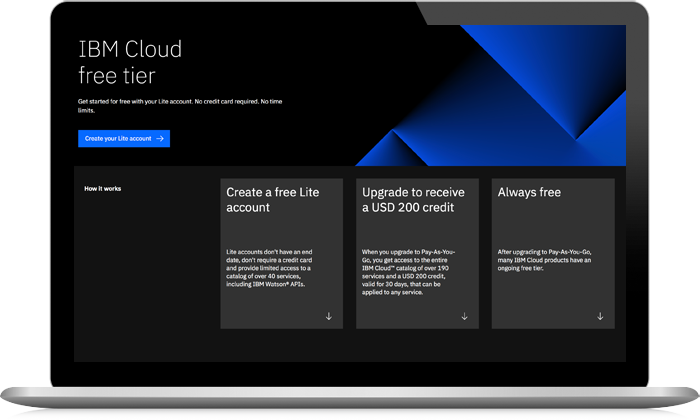 IBM Cloud
free tier
Get started for free with your Lite account. No credit card required. No time
limits.
Create your Lite account →
How it works
Create a free Lite
account
Lite accounts don't have an end
date, don't require a credit card
and provide limited access to a
catalog of over 40 services,
including IBM Watson® APIs.
Upgrade to receive
a USD 200 credit
When you upgrade to Pay-As-You-
Go, you get access to the entire
IBM Cloud™ catalog of over 190
services and a USD 200 credit,
valid for 30 days, that can be
applied to any service.
Always free
After upgrading to Pay-As-You-Go,
many IBM Cloud products have an
ongoing free tier.